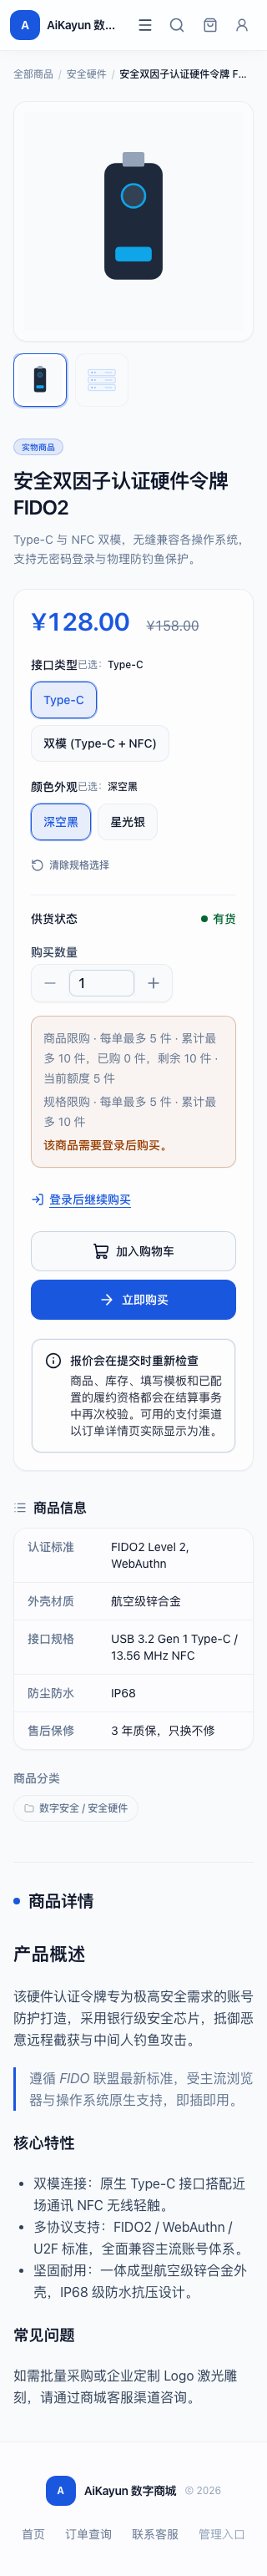 A AiKayun 数...
全部商品 / 安全硬件 / 安全双因子认证硬件令牌 F...
实物商品
安全双因子认证硬件令牌
FIDO2
Type-C 与 NFC 双模，无缝兼容各操作系统，
支持无密码登录与物理防钓鱼保护。
¥128.00 ¥158.00
接口类型已选：Type-C
Type-C
双模 (Type-C + NFC)
颜色外观已选：深空黑
深空黑 星光银
清除规格选择
供货状态 有货
购买数量
1
商品限购 · 每单最多 5 件 · 累计最
多 10 件，已购 0 件，剩余 10 件 ·
当前额度 5 件
规格限购 · 每单最多 5 件 · 累计最
多 10 件
该商品需要登录后购买。
登录后继续购买
加入购物车
立即购买
报价会在提交时重新检查
商品、库存、填写模板和已配
置的履约资格都会在结算事务
中再次校验。可用的支付渠道
以订单详情页实际显示为准。
商品信息
认证标准 FIDO2 Level 2,
WebAuthn
外壳材质 航空级锌合金
接口规格 USB 3.2 Gen 1 Type-C /
13.56 MHz NFC
防尘防水 IP68
售后保修 3 年质保，只换不修
商品分类
数字安全 / 安全硬件
商品详情
产品概述
该硬件认证令牌专为极高安全需求的账号
防护打造，采用银行级安全芯片，抵御恶
意远程截获与中间人钓鱼攻击。
遵循 FIDO 联盟最新标准，受主流浏览
器与操作系统原生支持，即插即用。
核心特性
• 双模连接：原生 Type-C 接口搭配近
场通讯 NFC 无线轻触。
• 多协议支持：FIDO2 / WebAuthn /
U2F 标准，全面兼容主流账号体系。
• 坚固耐用：一体成型航空级锌合金外
壳，IP68 级防水抗压设计。
常见问题
如需批量采购或企业定制 Logo 激光雕
刻，请通过商城客服渠道咨询。
A AiKayun 数字商城 © 2026
首页 订单查询 联系客服 管理入口